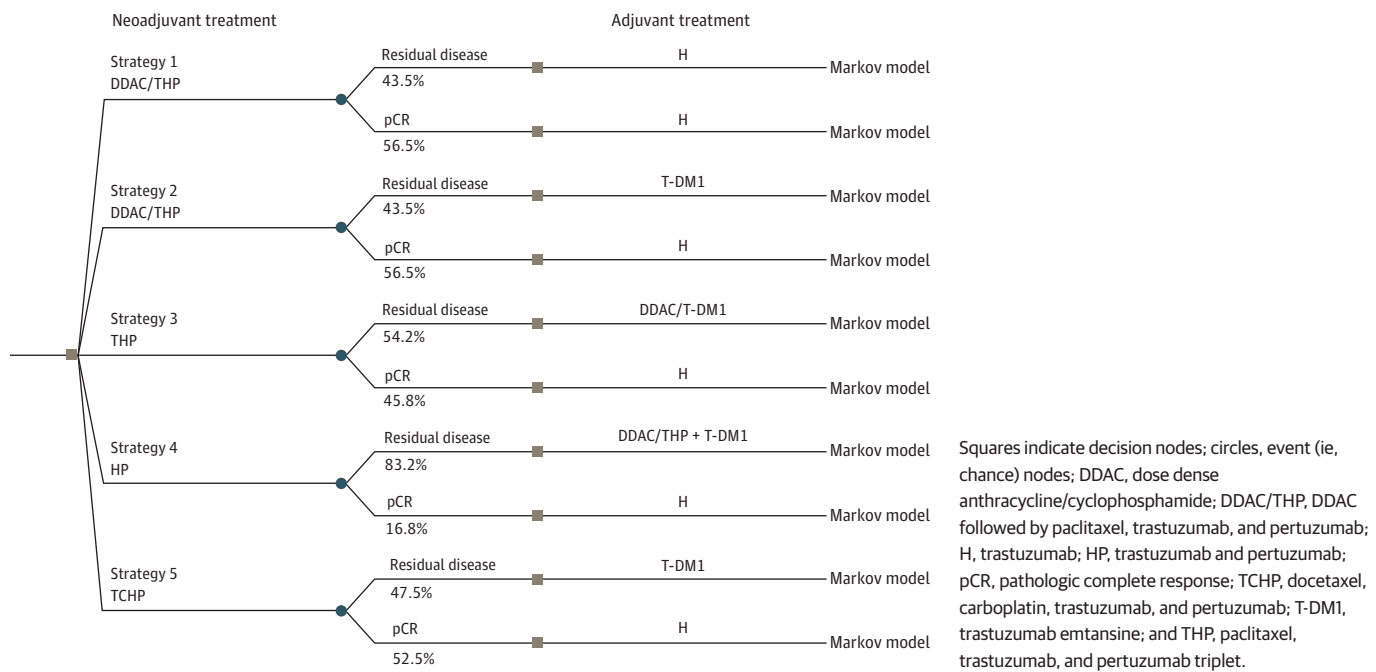 Neoadjuvant treatment
Adjuvant treatment
Strategy 1
DDAC/THP
Residual disease
43.5%
H
Markov model
pCR
56.5%
H
Markov model
Strategy 2
DDAC/THP
Residual disease
43.5%
T-DM1
Markov model
pCR
56.5%
H
Markov model
Strategy 3
THP
Residual disease
54.2%
DDAC/T-DM1
Markov model
pCR
45.8%
H
Markov model
Strategy 4
HP
Residual disease
83.2%
DDAC/THP + T-DM1
Markov model
pCR
16.8%
H
Markov model
Strategy 5
TCHP
Residual disease
47.5%
T-DM1
Markov model
pCR
52.5%
H
Markov model
Squares indicate decision nodes; circles, event (ie,
chance) nodes; DDAC, dose dense
anthracycline/cyclophosphamide; DDAC/THP, DDAC
followed by paclitaxel, trastuzumab, and pertuzumab;
H, trastuzumab; HP, trastuzumab and pertuzumab;
pCR, pathologic complete response; TCHP, docetaxel,
carboplatin, trastuzumab, and pertuzumab; T-DM1,
trastuzumab emtansine; and THP, paclitaxel,
trastuzumab, and pertuzumab triplet.